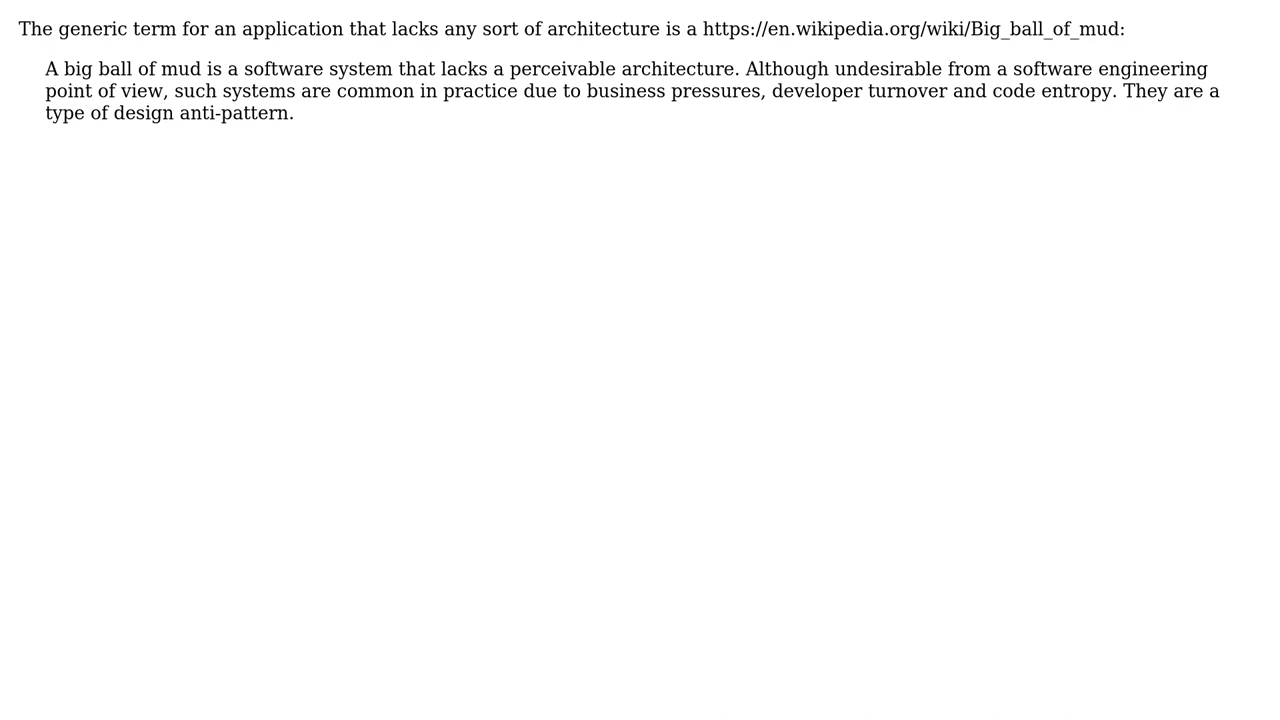 The generic term for an application that lacks any sort of architecture is a https://en.wikipedia.org/wiki/Big_ball_of_mud:
A big ball of mud is a software system that lacks a perceivable architecture. Although undesirable from a software engineering
point of view, such systems are common in practice due to business pressures, developer turnover and code entropy. They are a
type of design anti-pattern.